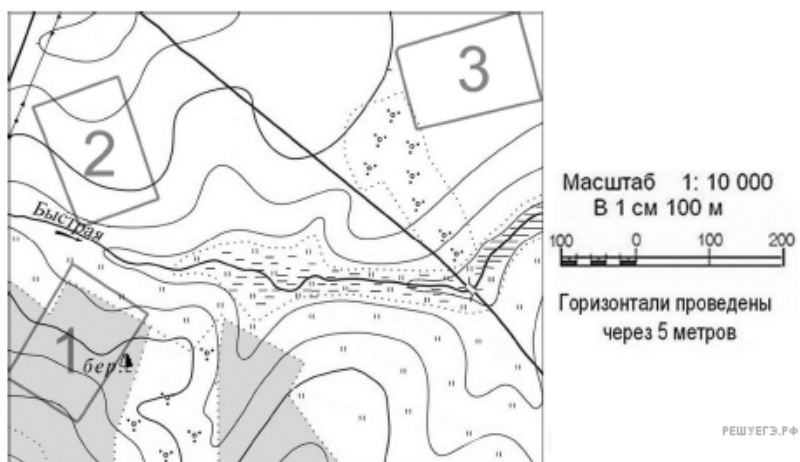 3
2
Быстрая
1
бер.
Масштаб 1: 10 000
В 1 см 100 м
100 0 100 200
Горизонтали проведены
через 5 метров
РЕШУЕГЭ.РФ